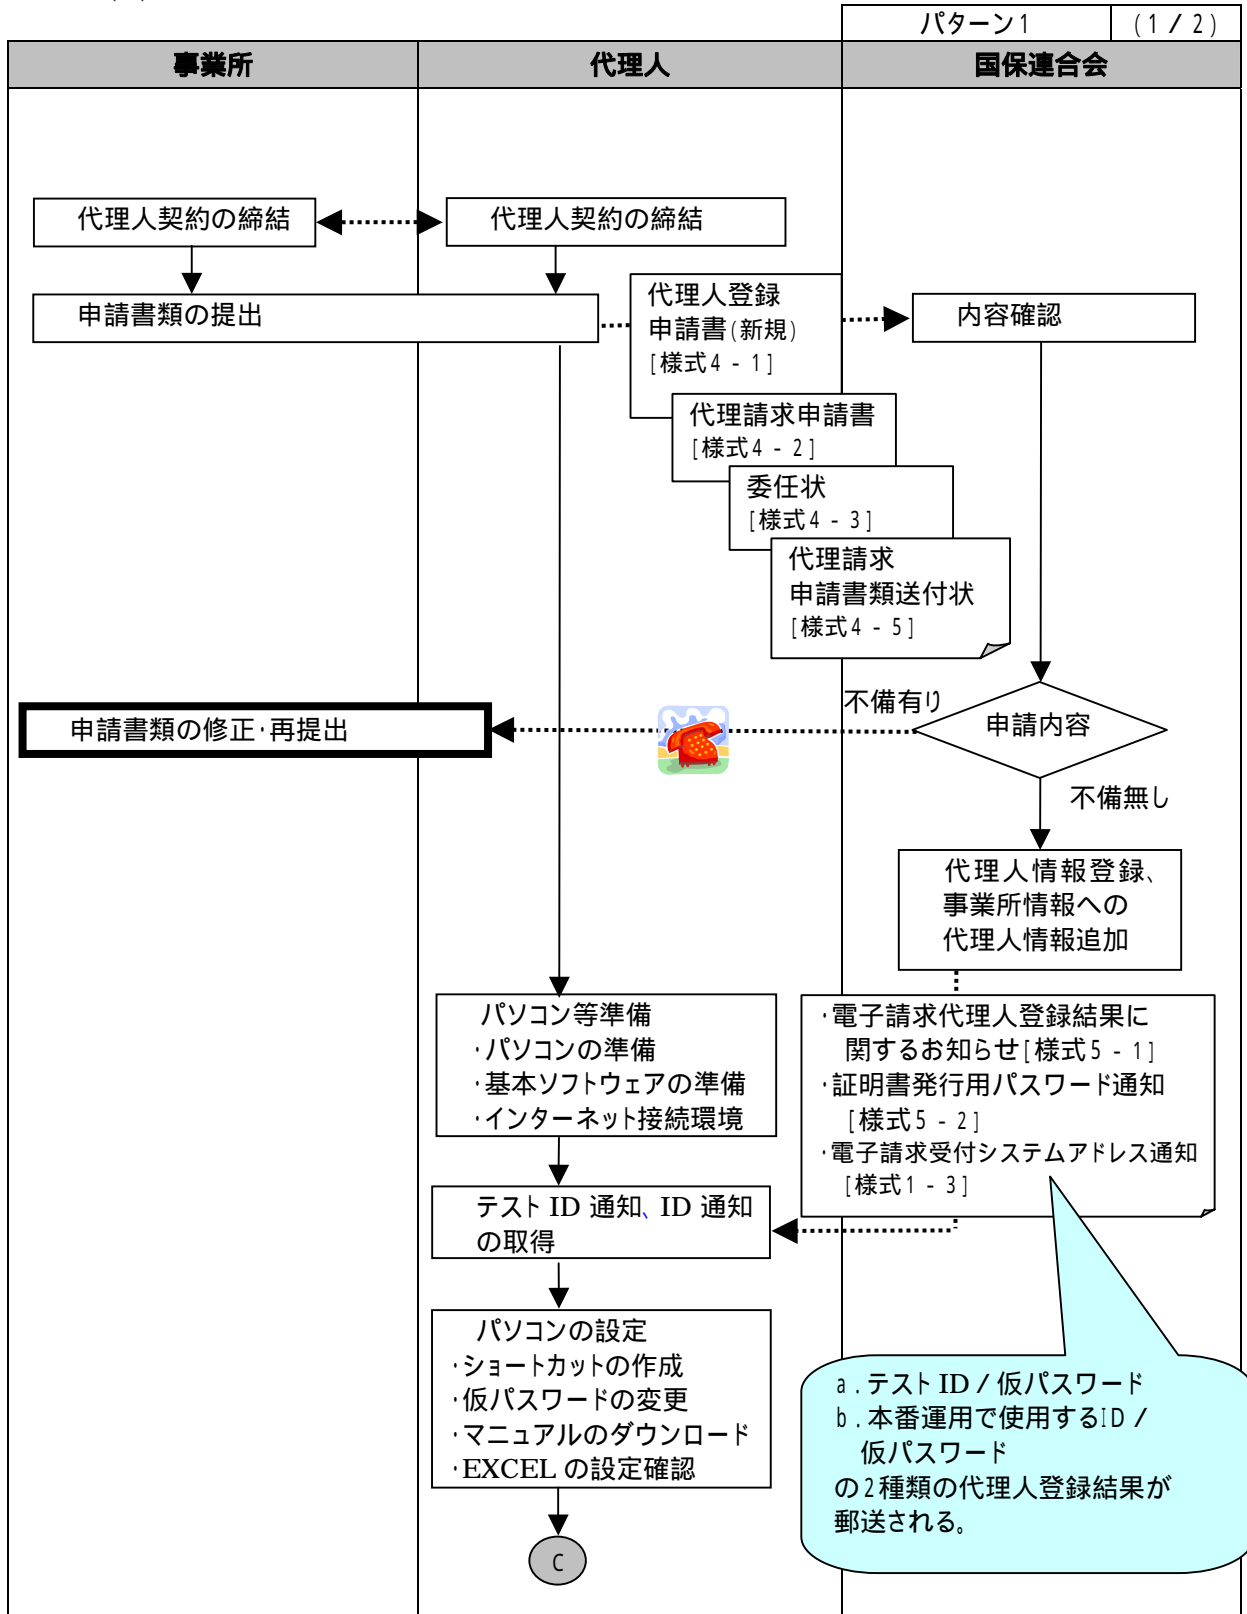 パターン1 (1/2)
事業所 代理人 国保連合会
代理人契約の締結
代理人契約の締結
申請書類の提出
代理人登録
申請書(新規)
[様式4-1]
内容確認
代理請求申請書
[様式4-2]
委任状
[様式4-3]
代理請求
申請書類送付状
[様式4-5]
不備有り
申請書類の修正・再提出
申請内容
不備無し
代理人情報登録、
事業所情報への
代理人情報追加
パソコン等準備
・パソコンの準備
・基本ソフトウェアの準備
・インターネット接続環境
・電子請求代理人登録結果に
関するお知らせ[様式5-1]
・証明書発行用パスワード通知
[様式5-2]
・電子請求受付システムアドレス通知
[様式1-3]
テスト ID 通知、ID 通知
の取得
パソコンの設定
・ショートカットの作成
・仮パスワードの変更
・マニュアルのダウンロード
・EXCEL の設定確認
a.テスト ID/仮パスワード
b.本番運用で使用するID/
仮パスワード
の2種類の代理人登録結果が
郵送される。
C